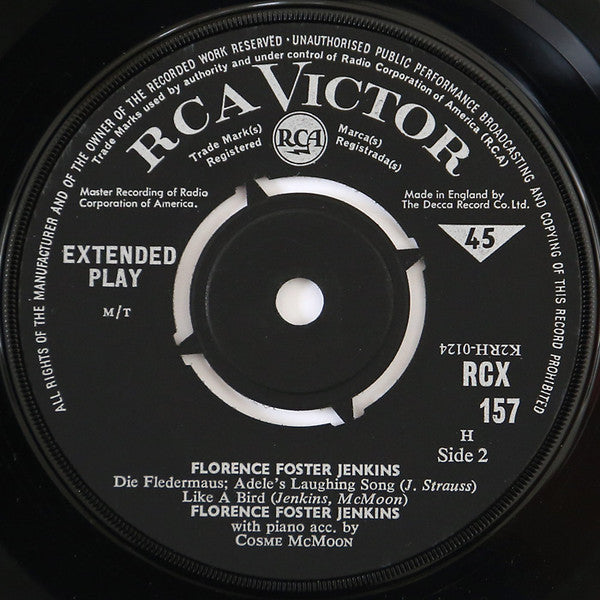 ALL RIGHTS OF THE MANUFACTURER AND OF THE OWNER OF THE RECORDED WORK RESERVED · UNAUTHORISED PUBLIC PERFORMANCE BROADCASTING AND COPYING OF THIS RECORD PROHIBITED
Trade Marks used by authority and under control of Radio Corporation of America (RCA)
RCA VICTOR
Trade Mark(s)
Registered
RCA
Marca(s)
Registrada(s)
Master Recording of Radio
Corporation of America.
Made in England by
The Decca Record Co. Ltd.
EXTENDED
PLAY
M/T
45
K2RH-0124
RCX
157
H
Side 2
FLORENCE FOSTER JENKINS
Die Fledermaus; Adele's Laughing Song (J. Strauss)
Like A Bird (Jenkins, McMoon)
FLORENCE FOSTER JENKINS
with piano acc. by
COSME MCMOON